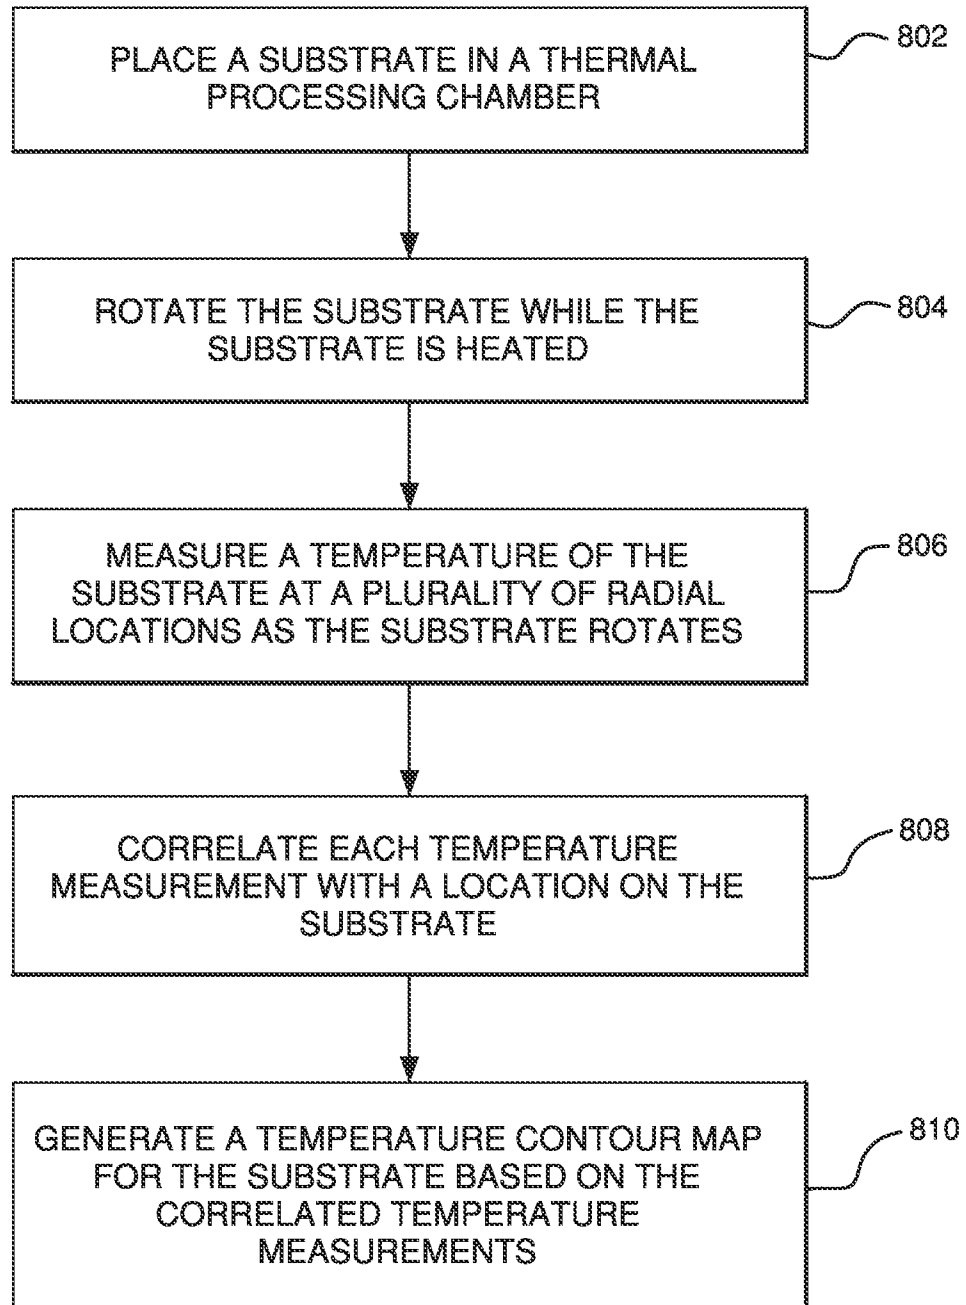 PLACE A SUBSTRATE IN A THERMAL
PROCESSING CHAMBER
802
ROTATE THE SUBSTRATE WHILE THE
SUBSTRATE IS HEATED
804
MEASURE A TEMPERATURE OF THE
SUBSTRATE AT A PLURALITY OF RADIAL
LOCATIONS AS THE SUBSTRATE ROTATES
806
CORRELATE EACH TEMPERATURE
MEASUREMENT WITH A LOCATION ON THE
SUBSTRATE
808
GENERATE A TEMPERATURE CONTOUR MAP
FOR THE SUBSTRATE BASED ON THE
CORRELATED TEMPERATURE
MEASUREMENTS
810